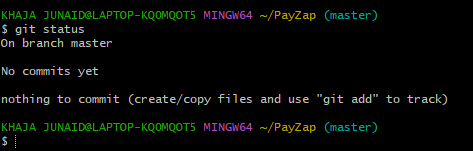 KHAJA JUNAID@LAPTOP-KQOMQOT5 MINGW64 ~/PayZap (master)
$ git status
On branch master

No commits yet

nothing to commit (create/copy files and use "git add" to track)

KHAJA JUNAID@LAPTOP-KQOMQOT5 MINGW64 ~/PayZap (master)
$